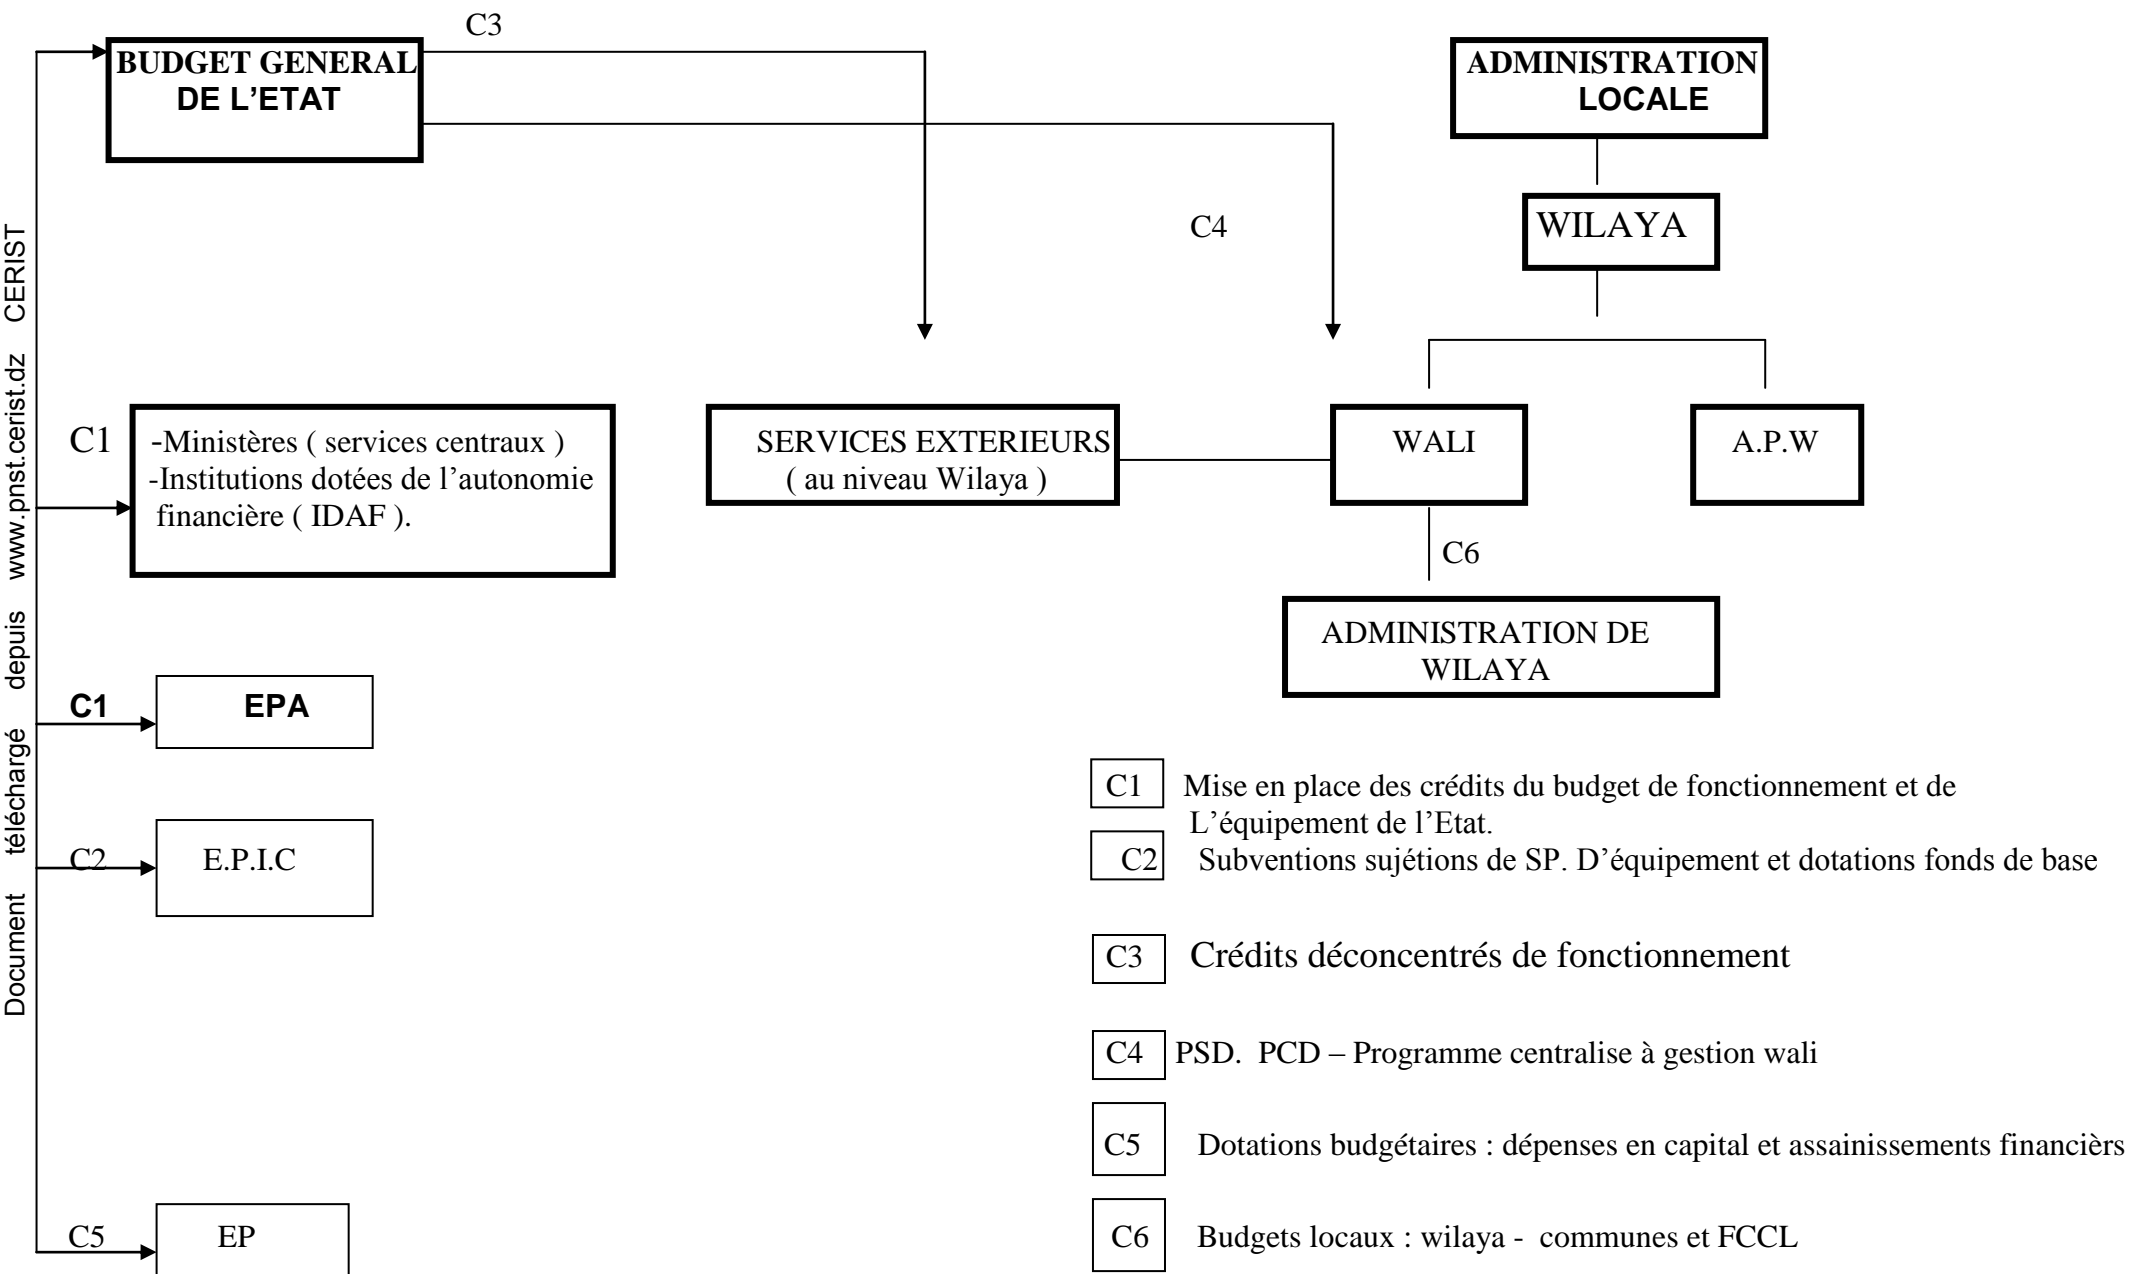 C3
BUDGET GENERAL
DE L'ETAT
ADMINISTRATION
LOCALE
C4
WILAYA
C1
-Ministères ( services centraux )
-Institutions dotées de l’autonomie
financière ( IDAF ).
SERVICES EXTERIEURS
( au niveau Wilaya )
WALI
A.P.W
C6
ADMINISTRATION DE
WILAYA
C1
EPA
C2
E.P.I.C
C5
EP
C1 Mise en place des crédits du budget de fonctionnement et de
L’équipement de l’Etat.
C2 Subventions sujétions de SP. D’équipement et dotations fonds de base
C3 Crédits déconcentrés de fonctionnement
C4 PSD. PCD – Programme centralise à gestion wali
C5 Dotations budgétaires : dépenses en capital et assainissements financièrs
C6 Budgets locaux : wilaya - communes et FCCL
Document téléchargé depuis www.pnst.cerist.dz CERIST